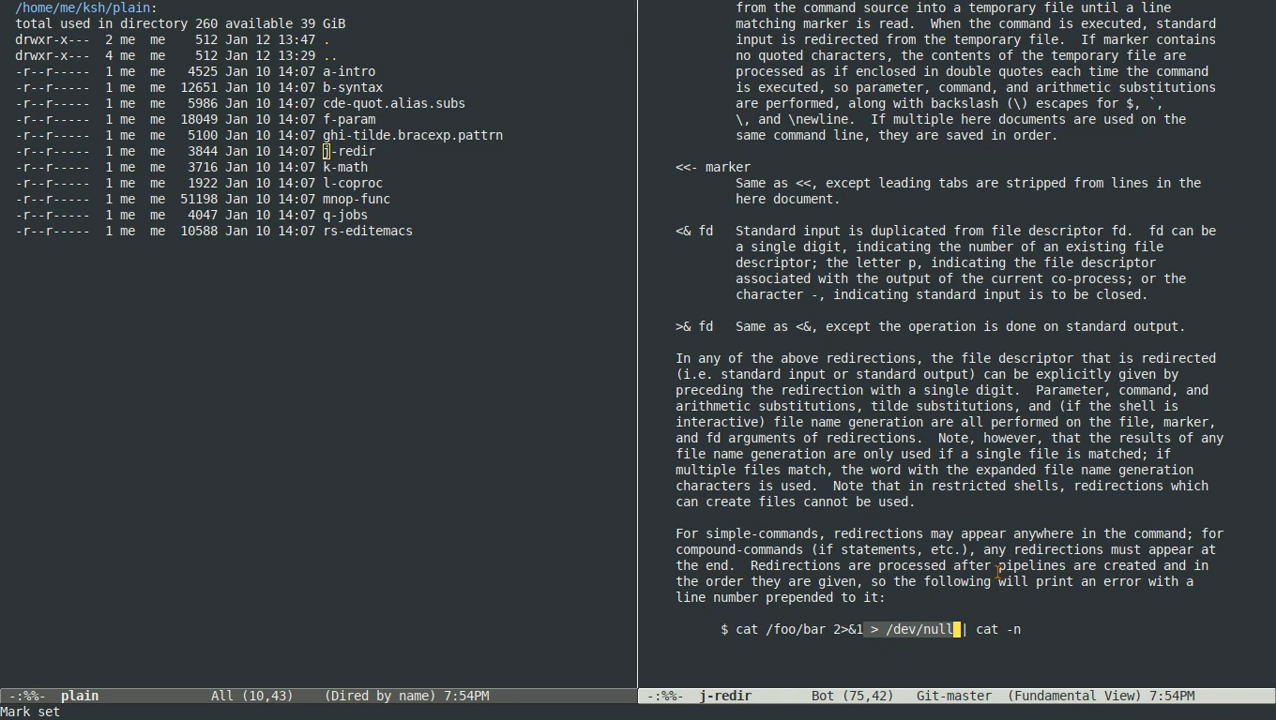 /home/me/ksh/plain:
total used in directory 260 available 39 GiB
drwxr-x---  2 me  me    512 Jan 12 13:47 .
drwxr-x---  4 me  me    512 Jan 12 13:29 ..
-r--r-----  1 me  me   4525 Jan 10 14:07 a-intro
-r--r-----  1 me  me  12651 Jan 10 14:07 b-syntax
-r--r-----  1 me  me   5986 Jan 10 14:07 cde-quot.alias.subs
-r--r-----  1 me  me  18049 Jan 10 14:07 f-param
-r--r-----  1 me  me   5100 Jan 10 14:07 ghi-tilde.bracexp.pattrn
-r--r-----  1 me  me   3844 Jan 10 14:07 j-redir
-r--r-----  1 me  me   3716 Jan 10 14:07 k-math
-r--r-----  1 me  me   1922 Jan 10 14:07 l-coproc
-r--r-----  1 me  me  51198 Jan 10 14:07 mnop-func
-r--r-----  1 me  me   4047 Jan 10 14:07 q-jobs
-r--r-----  1 me  me  10588 Jan 10 14:07 rs-editemacs
-:%%-  plain   All (10,43)   (Dired by name) 7:54PM
from the command source into a temporary file until a line
matching marker is read.  When the command is executed, standard
input is redirected from the temporary file.  If marker contains
no quoted characters, the contents of the temporary file are
processed as if enclosed in double quotes each time the command
is executed, so parameter, command, and arithmetic substitutions
are performed, along with backslash (\) escapes for $, `,
\, and \newline.  If multiple here documents are used on the
same command line, they are saved in order.
<<- marker
Same as <<, except leading tabs are stripped from lines in the
here document.
<& fd   Standard input is duplicated from file descriptor fd.  fd can be
a single digit, indicating the number of an existing file
descriptor; the letter p, indicating the file descriptor
associated with the output of the current co-process; or the
character -, indicating standard input is to be closed.
>& fd   Same as <&, except the operation is done on standard output.
In any of the above redirections, the file descriptor that is redirected
(i.e. standard input or standard output) can be explicitly given by
preceding the redirection with a single digit.  Parameter, command, and
arithmetic substitutions, tilde substitutions, and (if the shell is
interactive) file name generation are all performed on the file, marker,
and fd arguments of redirections.  Note, however, that the results of any
file name generation are only used if a single file is matched; if
multiple files match, the word with the expanded file name generation
characters is used.  Note that in restricted shells, redirections which
can create files cannot be used.
For simple-commands, redirections may appear anywhere in the command; for
compound-commands (if statements, etc.), any redirections must appear at
the end.  Redirections are processed after pipelines are created and in
the order they are given, so the following will print an error with a
line number prepended to it:
$ cat /foo/bar 2>&1 > /dev/null | cat -n
-:%%-  j-redir   Bot (75,42)   Git-master  (Fundamental View) 7:54PM
Mark set